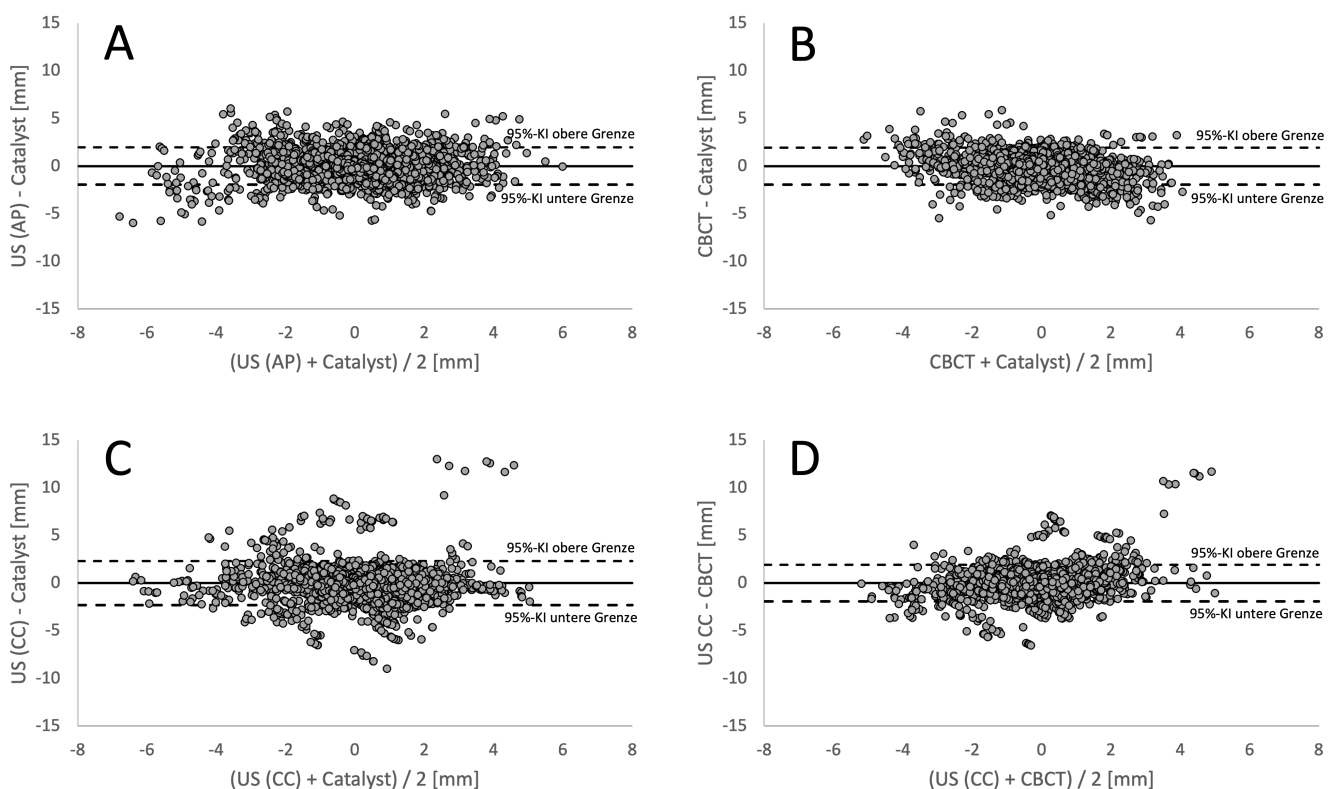 A
15
10
5
0
-5
-10
-15
US (AP) - Catalyst [mm]
95%-KI obere Grenze
95%-KI untere Grenze
-8 -6 -4 -2 0 2 4 6 8
(US (AP) + Catalyst) / 2 [mm]
B
15
10
5
0
-5
-10
-15
CBCT - Catalyst [mm]
95%-KI obere Grenze
95%-KI untere Grenze
-8 -6 -4 -2 0 2 4 6 8
CBCT + Catalyst) / 2 [mm]
C
15
10
5
0
-5
-10
-15
US (CC) - Catalyst [mm]
95%-KI obere Grenze
95%-KI untere Grenze
-8 -6 -4 -2 0 2 4 6 8
(US (CC) + Catalyst) / 2 [mm]
D
15
10
5
0
-5
-10
-15
US CC - CBCT [mm]
95%-KI obere Grenze
95%-KI untere Grenze
-8 -6 -4 -2 0 2 4 6 8
(US (CC) + CBCT) / 2 [mm]